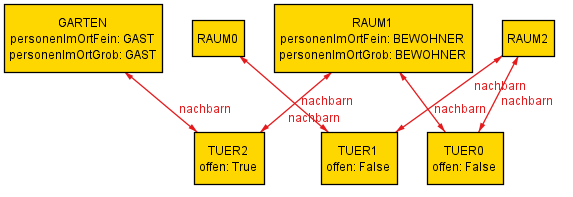 GARTEN
personenImOrtFein: GAST
personenImOrtGrob: GAST
RAUM0
RAUM1
personenImOrtFein: BEWOHNER
personenImOrtGrob: BEWOHNER
RAUM2
nachbarn
nachbarn
nachbarn
nachbarn
nachbarn
nachbarn
TUER2
offen: True
TUER1
offen: False
TUER0
offen: False